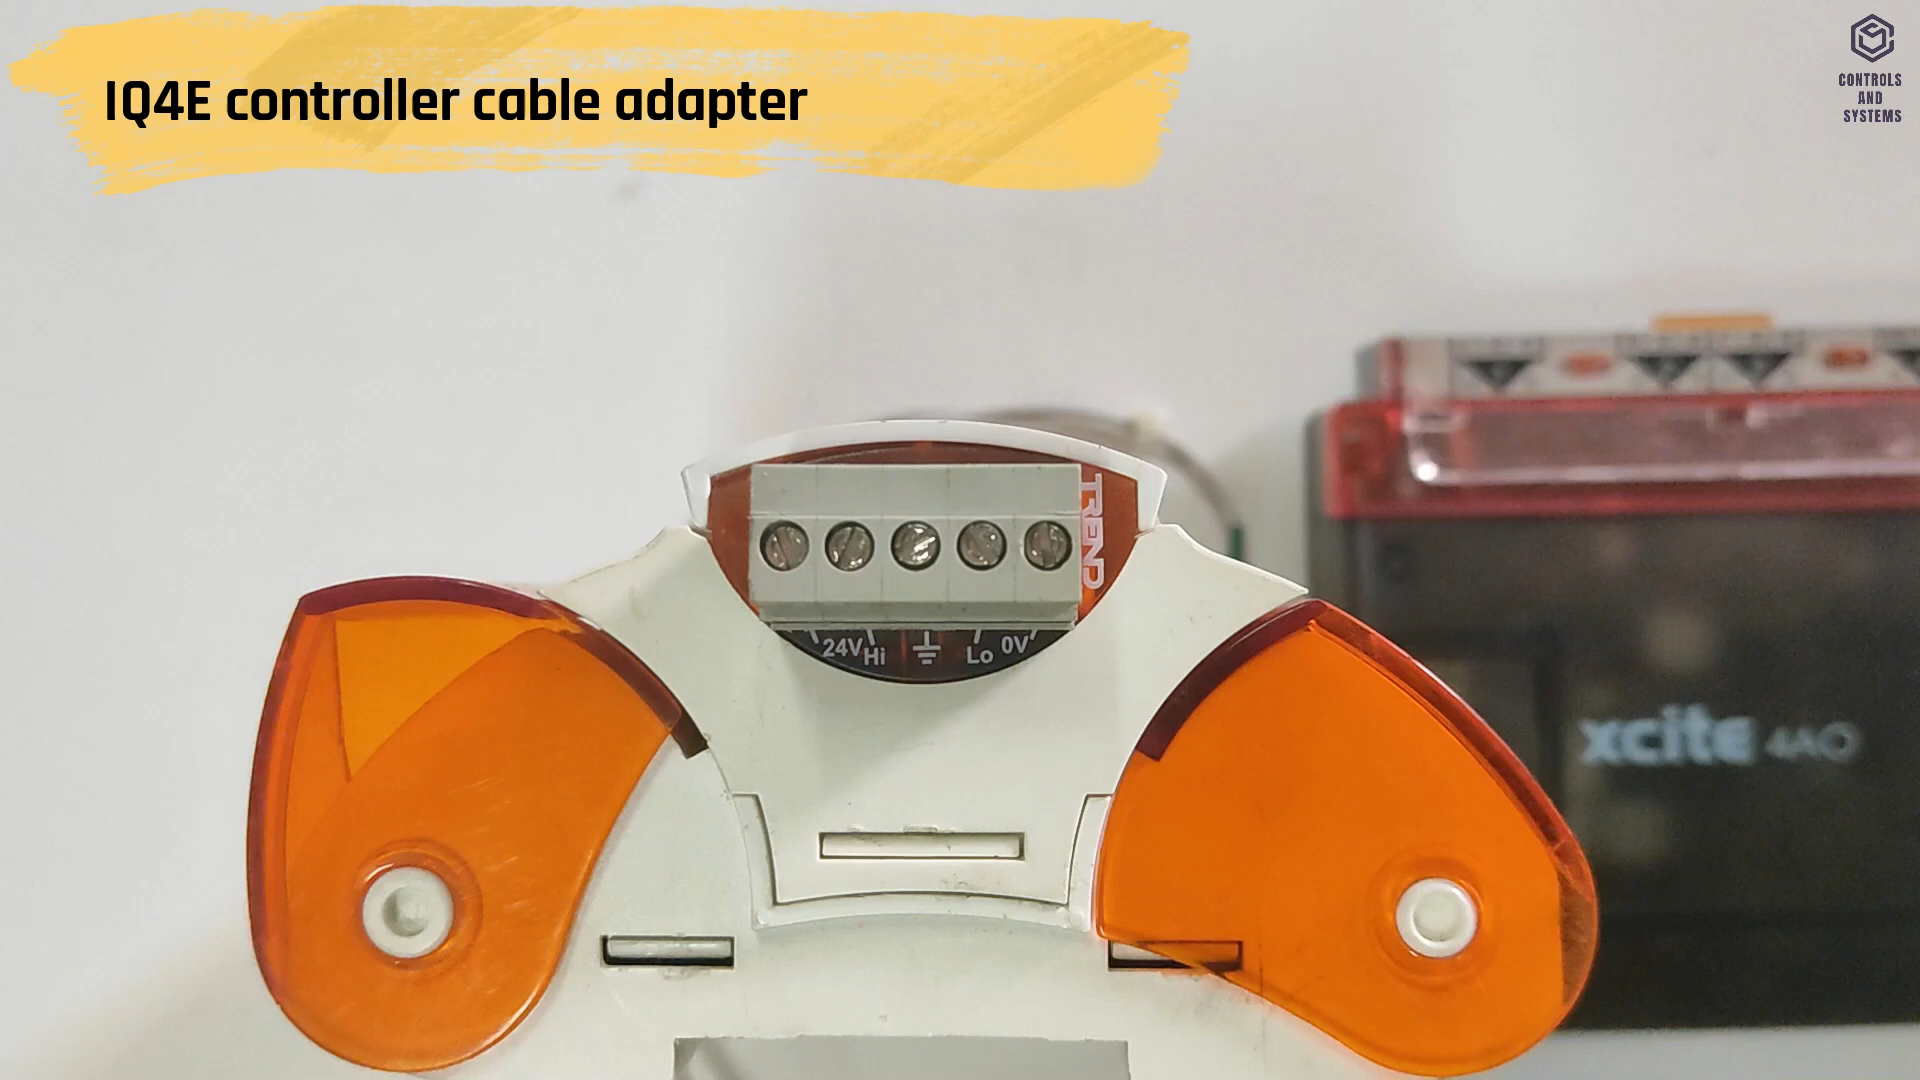 IQ4E controller cable adapter
CONTROLS
AND
SYSTEMS
TREND
24V Hi Lo 0V
xcite 4AO